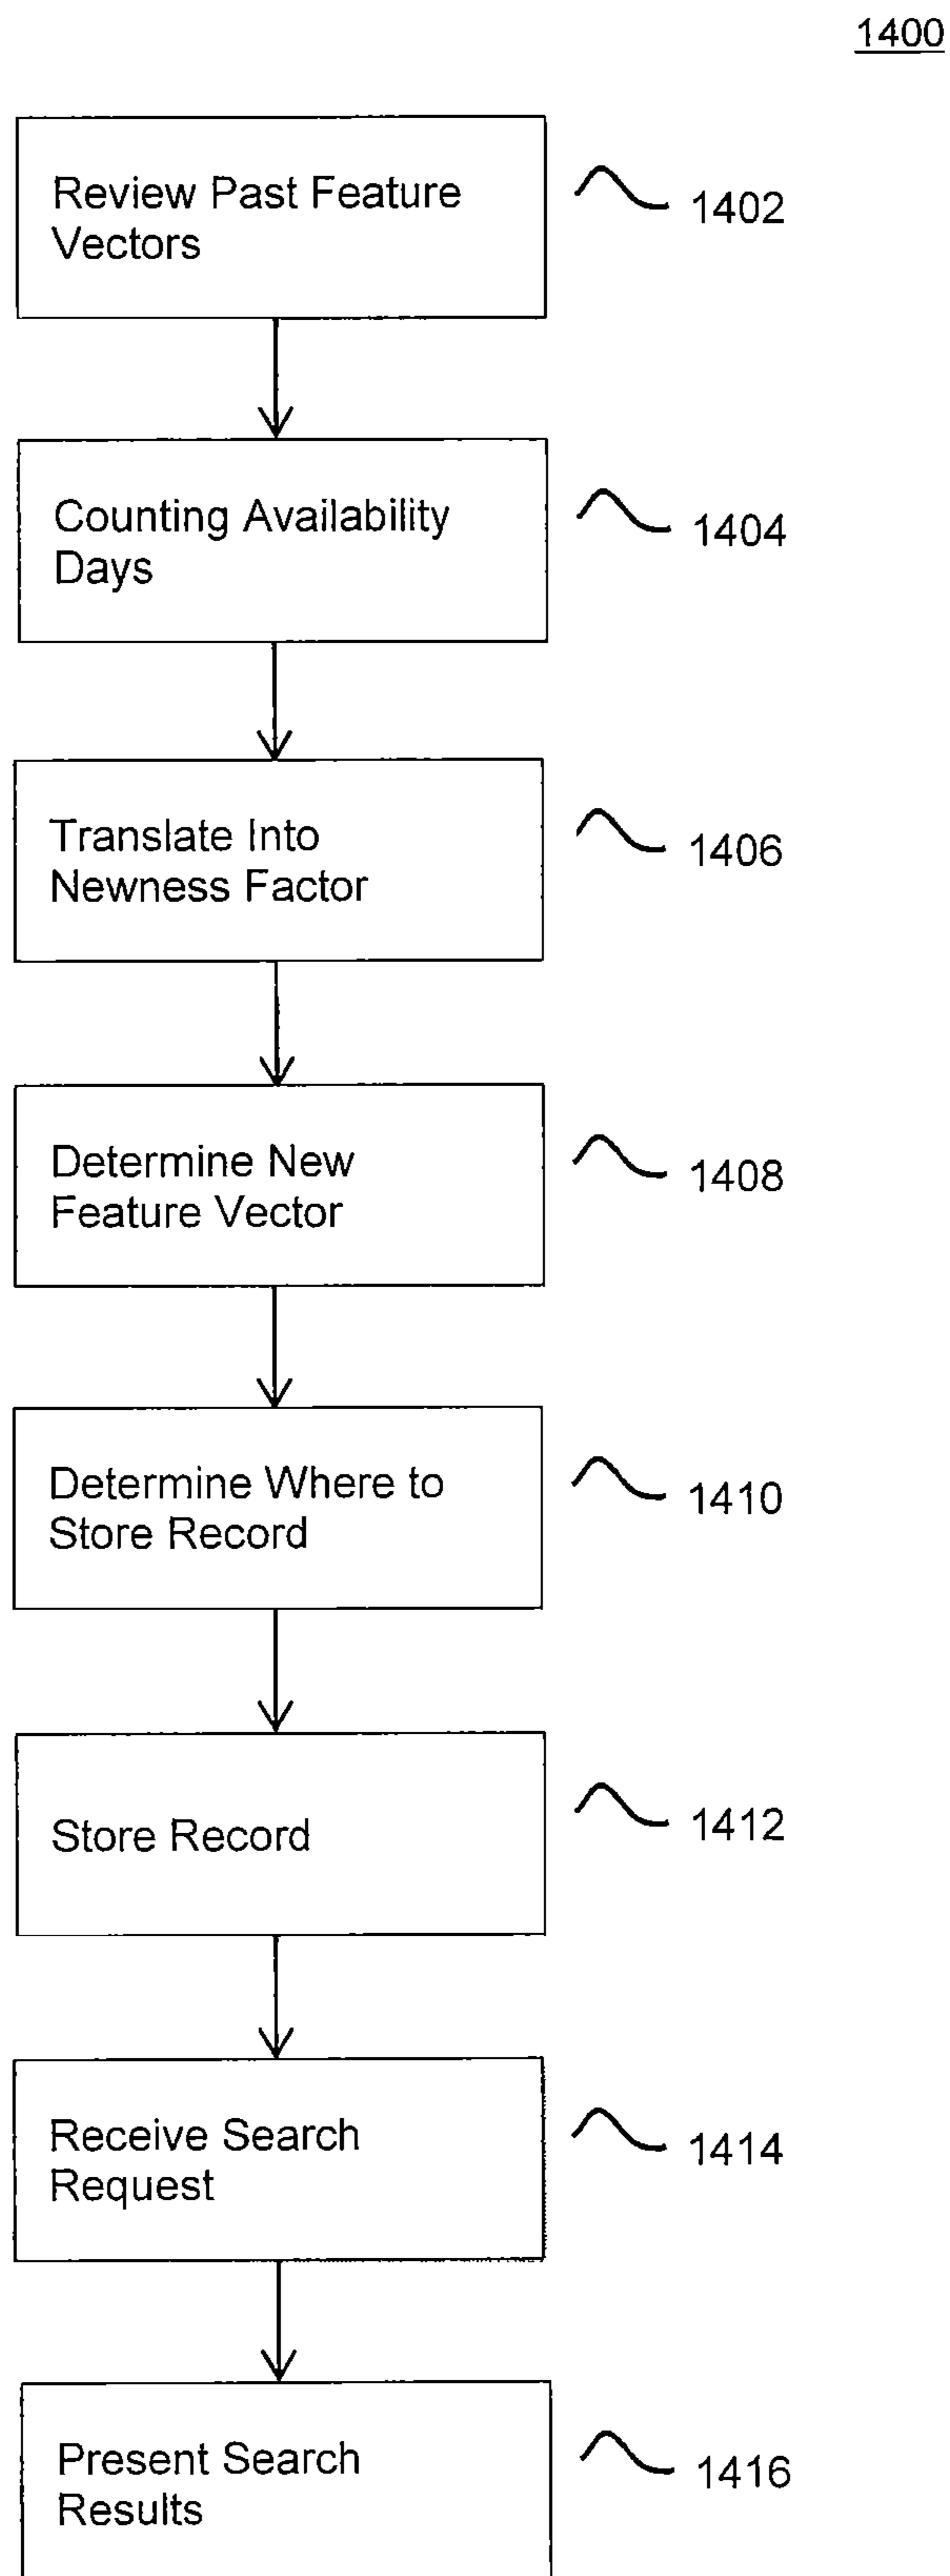 1400
Review Past Feature
Vectors
1402
Counting Availability
Days
1404
Translate Into
Newness Factor
1406
Determine New
Feature Vector
1408
Determine Where to
Store Record
1410
Store Record
1412
Receive Search
Request
1414
Present Search
Results
1416